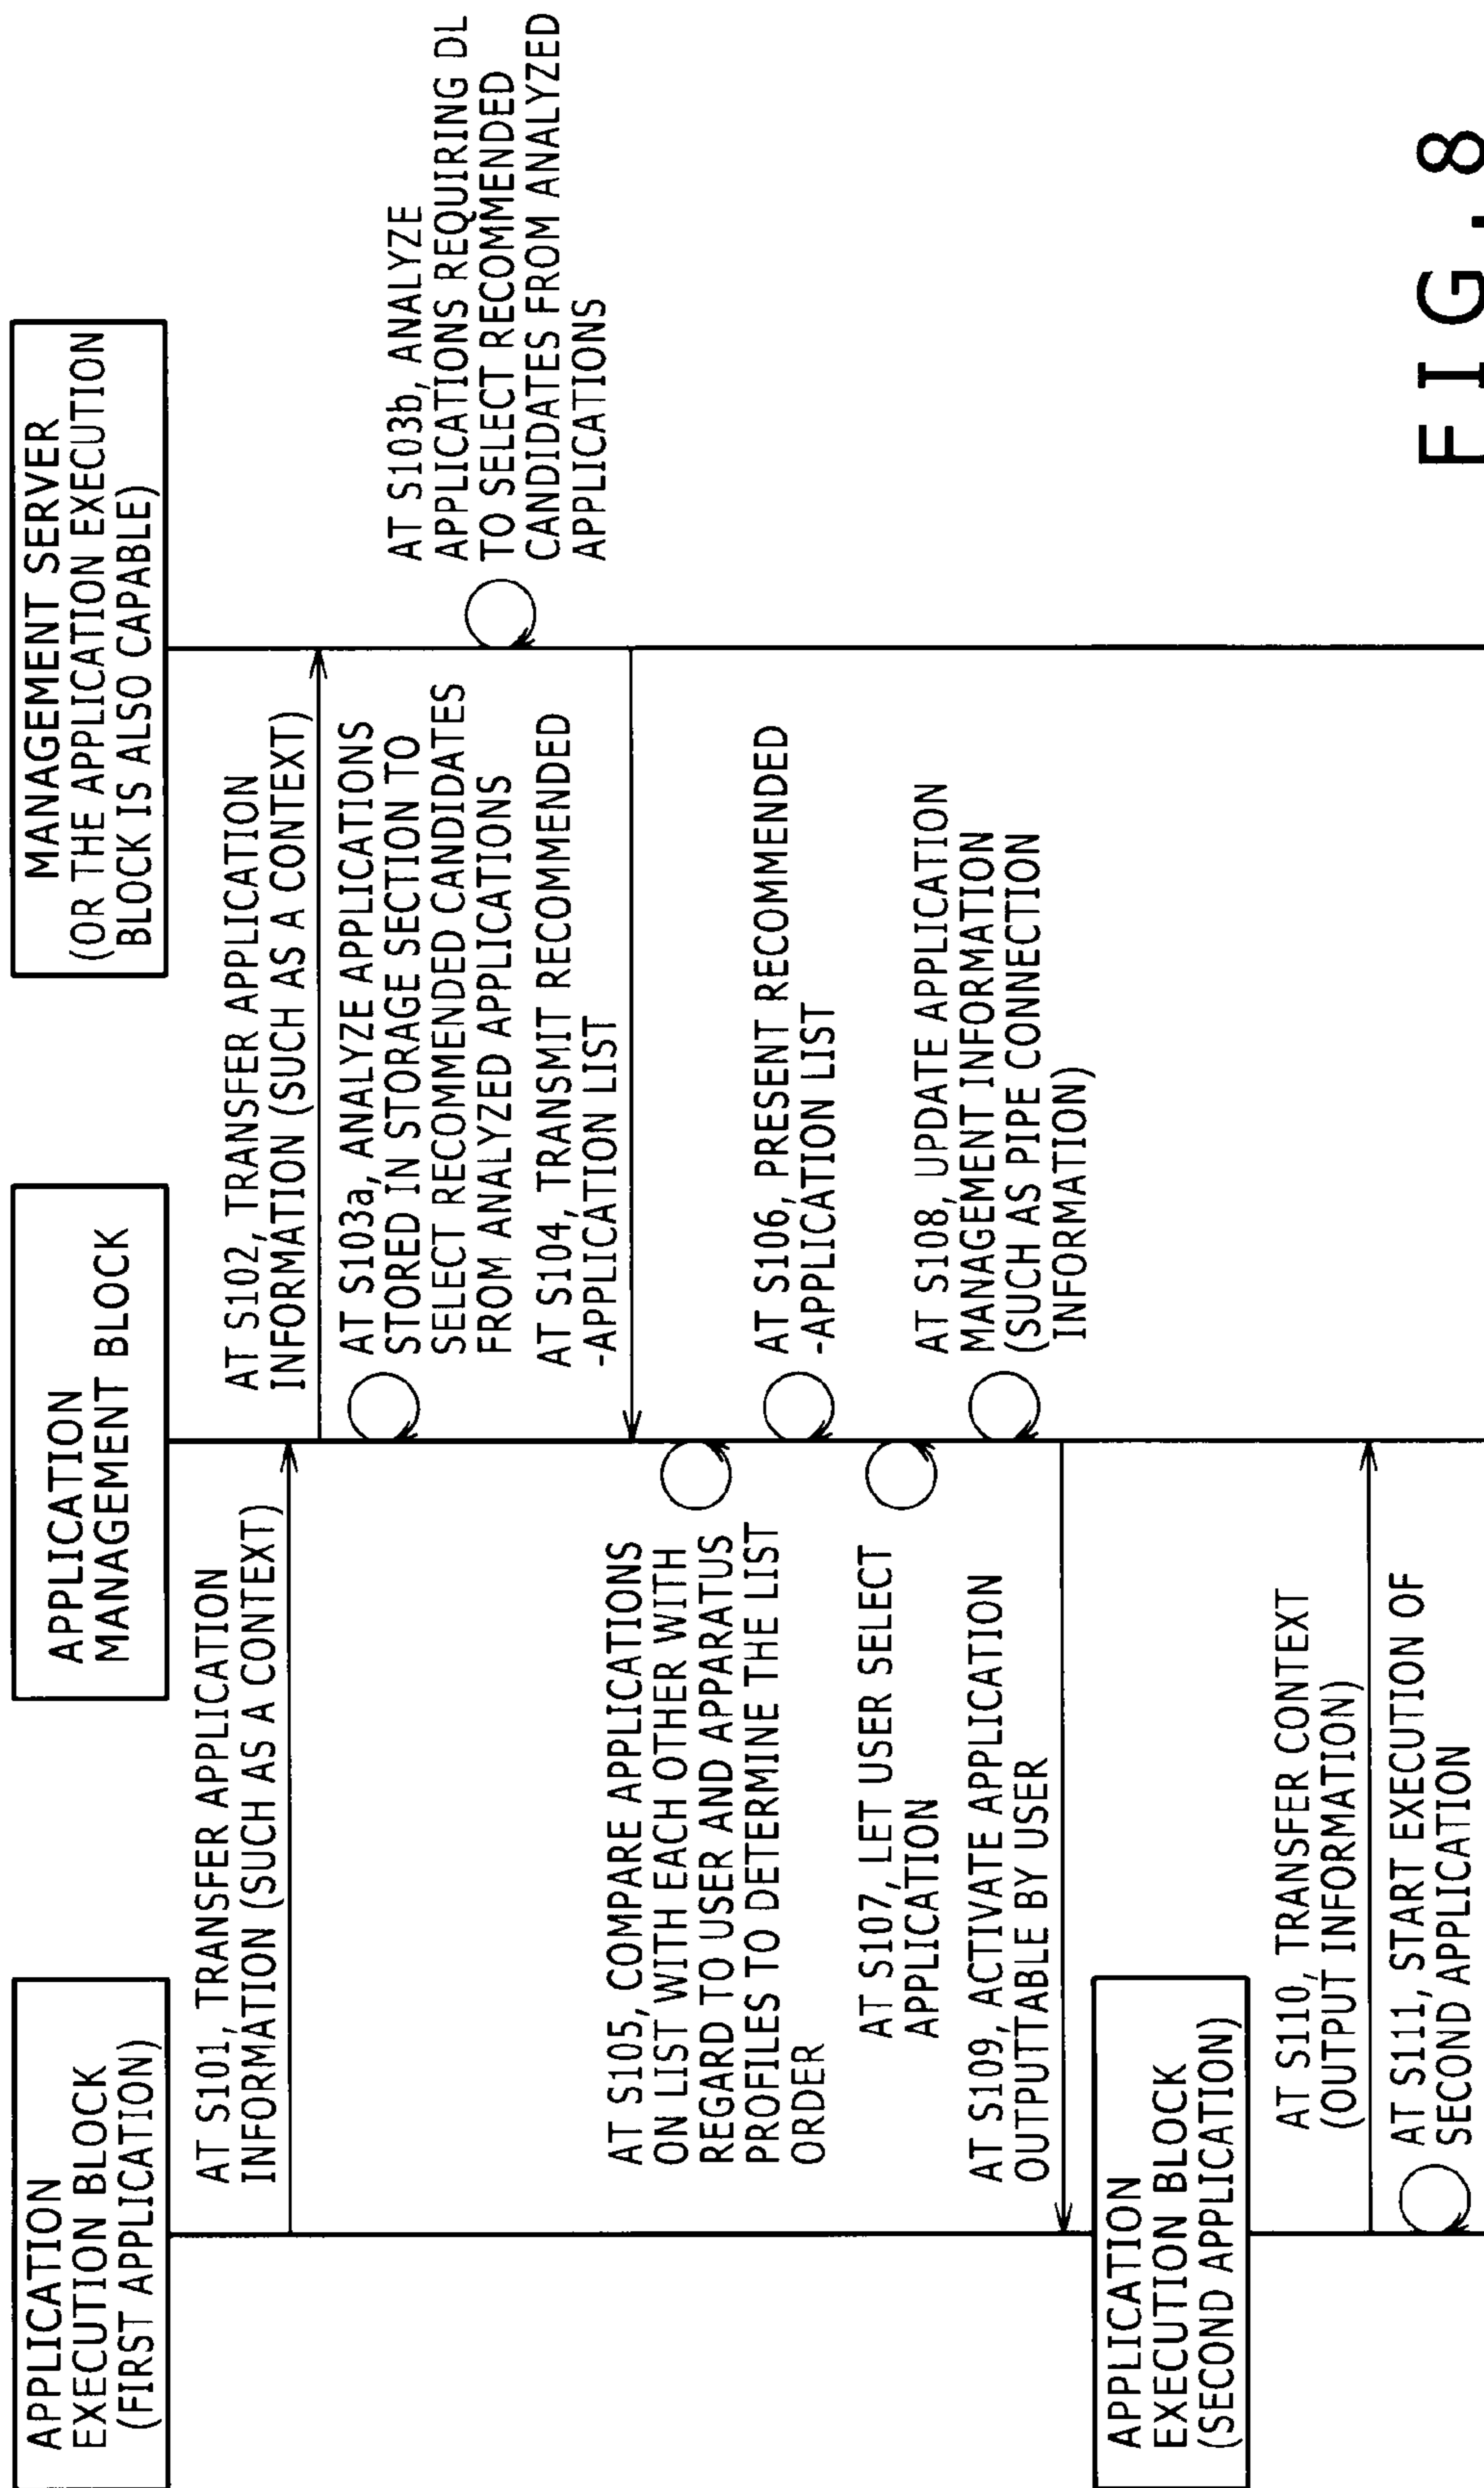 APPLICATION
EXECUTION BLOCK
(FIRST APPLICATION)
APPLICATION
MANAGEMENT BLOCK
MANAGEMENT SERVER
(OR THE APPLICATION EXECUTION
BLOCK IS ALSO CAPABLE)
AT S101, TRANSFER APPLICATION
INFORMATION (SUCH AS A CONTEXT)
AT S102, TRANSFER APPLICATION
INFORMATION (SUCH AS A CONTEXT)
AT S103a, ANALYZE APPLICATIONS
STORED IN STORAGE SECTION TO
SELECT RECOMMENDED CANDIDATES
FROM ANALYZED APPLICATIONS
AT S103b, ANALYZE
APPLICATIONS REQUIRING DL
TO SELECT RECOMMENDED
CANDIDATES FROM ANALYZED
APPLICATIONS
AT S104, TRANSMIT RECOMMENDED
-APPLICATION LIST
AT S105, COMPARE APPLICATIONS
ON LIST WITH EACH OTHER WITH
REGARD TO USER AND APPARATUS
PROFILES TO DETERMINE THE LIST
ORDER
AT S106, PRESENT RECOMMENDED
-APPLICATION LIST
AT S107, LET USER SELECT
APPLICATION
AT S108, UPDATE APPLICATION
MANAGEMENT INFORMATION
(SUCH AS PIPE CONNECTION
INFORMATION)
AT S109, ACTIVATE APPLICATION
OUTPUTTABLE BY USER
APPLICATION
EXECUTION BLOCK
(SECOND APPLICATION)
AT S110, TRANSFER CONTEXT
(OUTPUT INFORMATION)
AT S111, START EXECUTION OF
SECOND APPLICATION
FIG.8